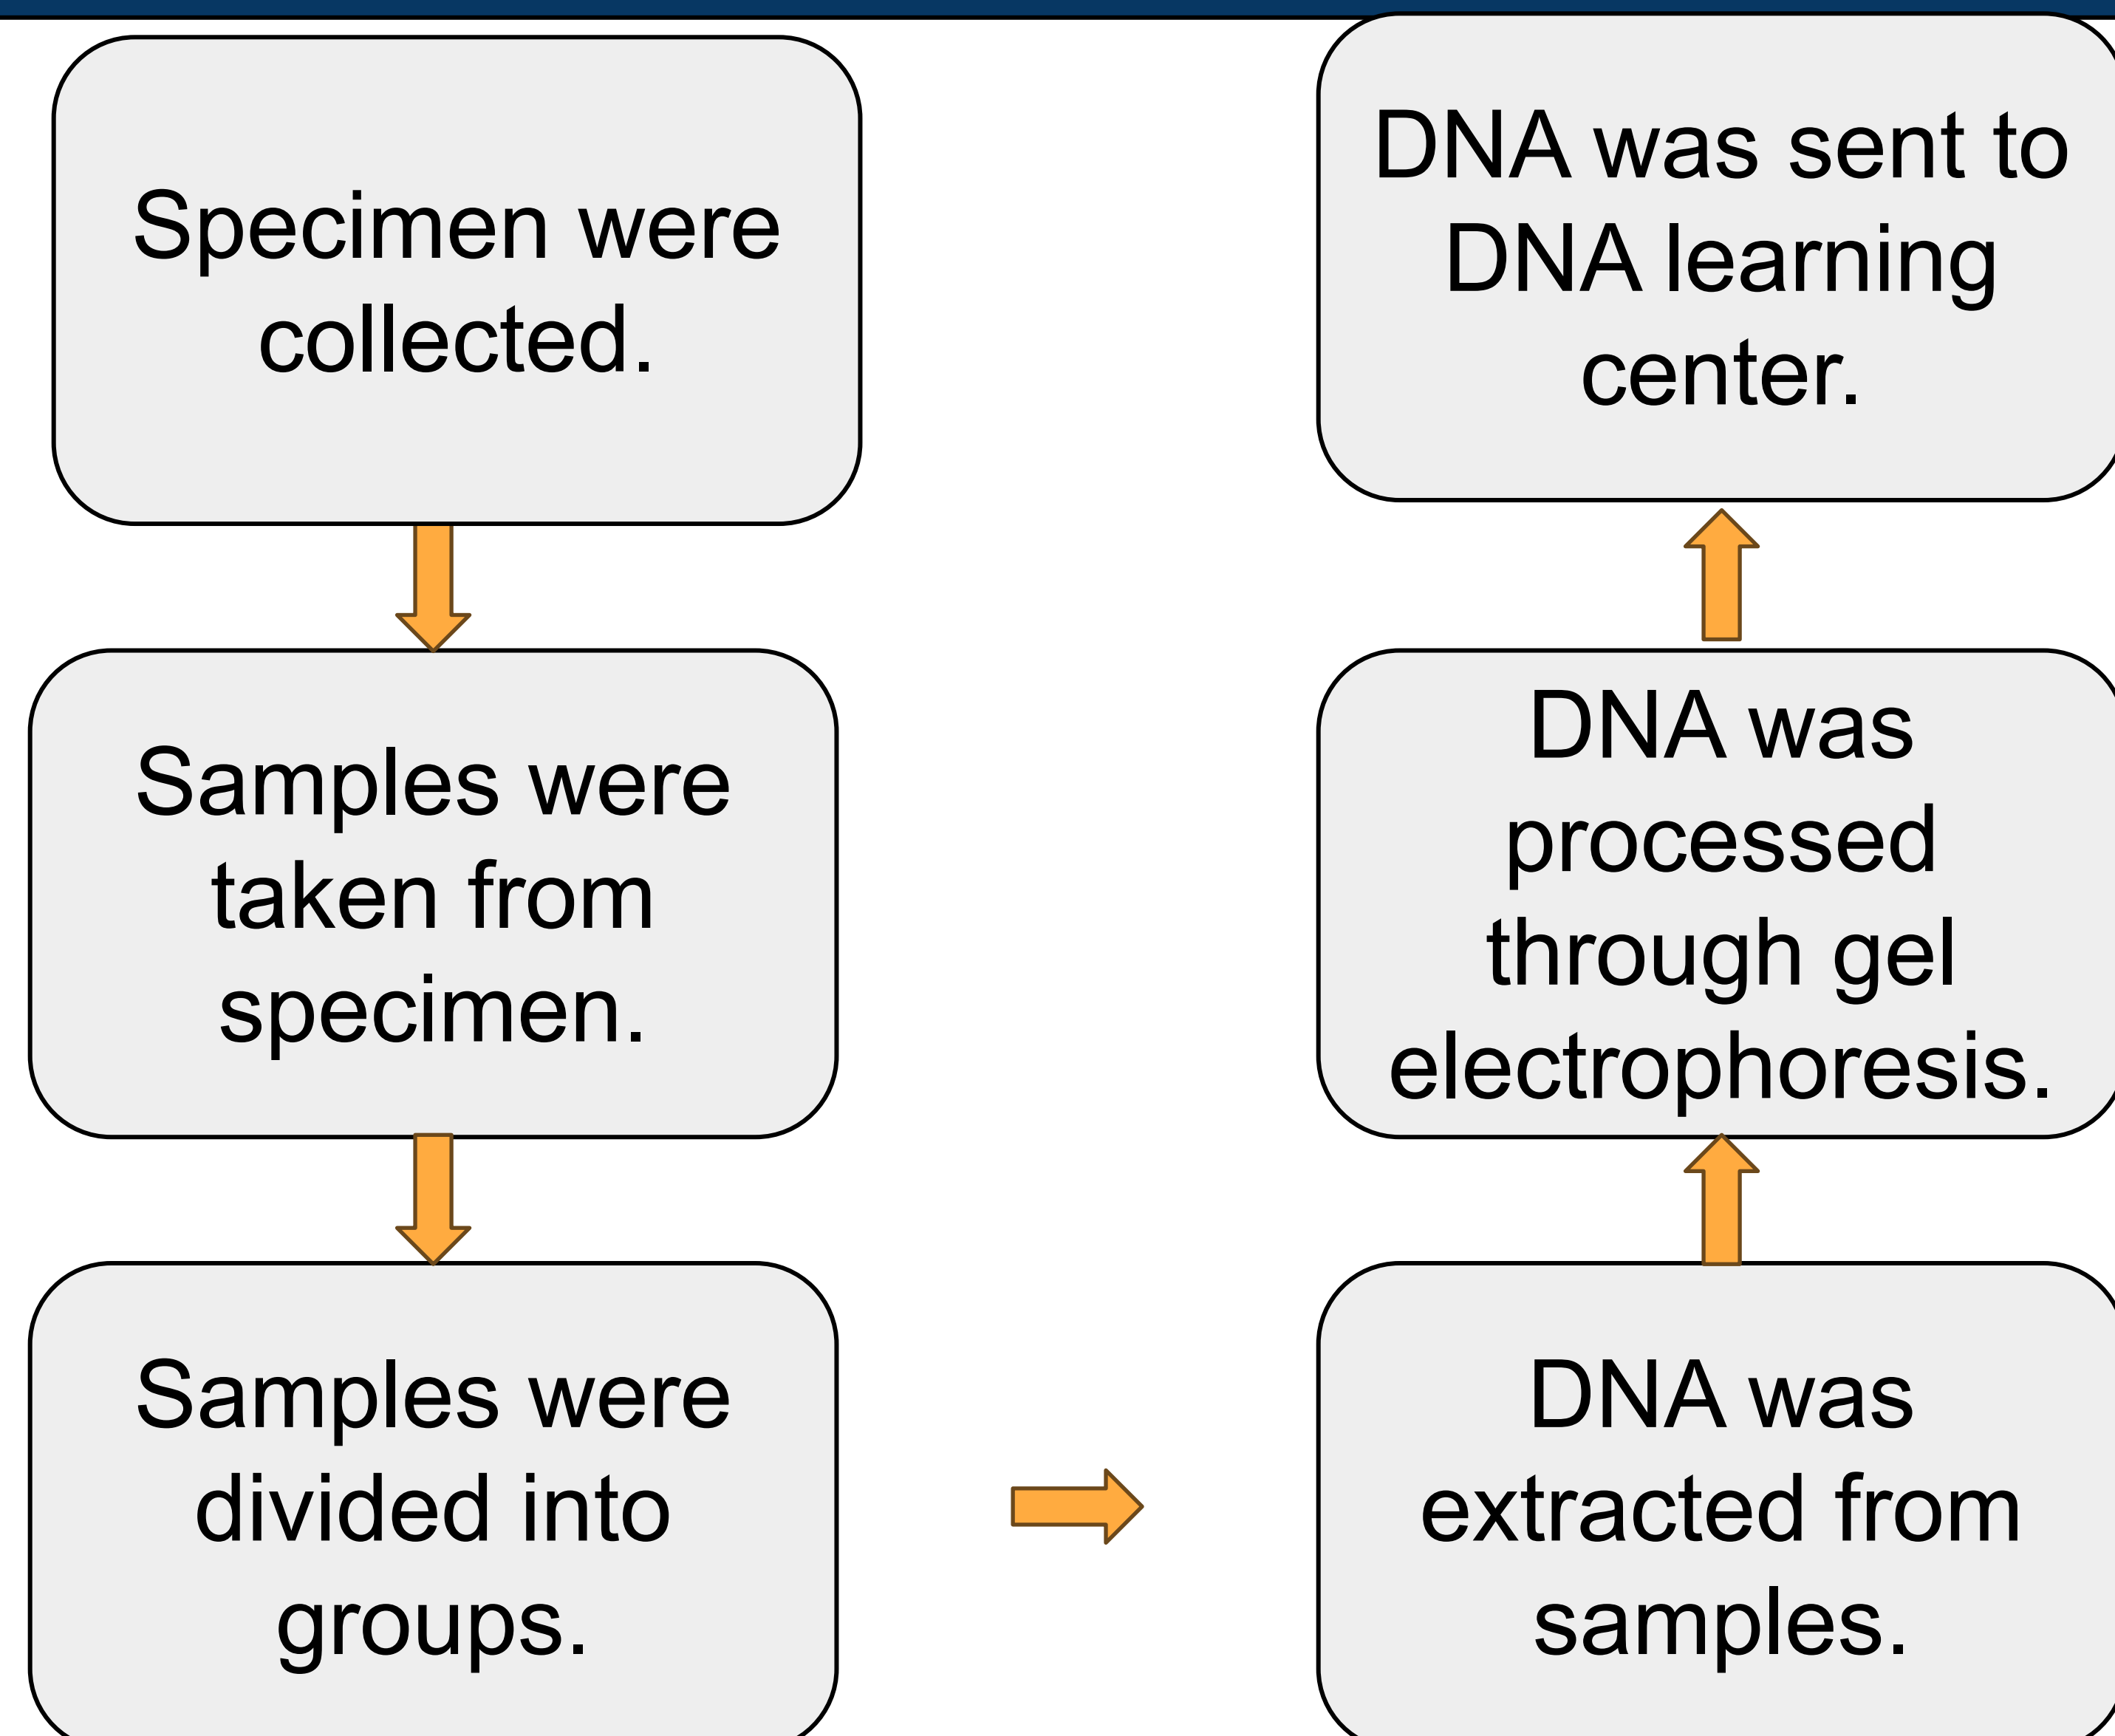 Specimen were
collected.
Samples were
taken from
specimen.
Samples were
divided into
groups.
DNA was
extracted from
samples.
DNA was
processed
through gel
electrophoresis.
DNA was sent to
DNA learning
center.